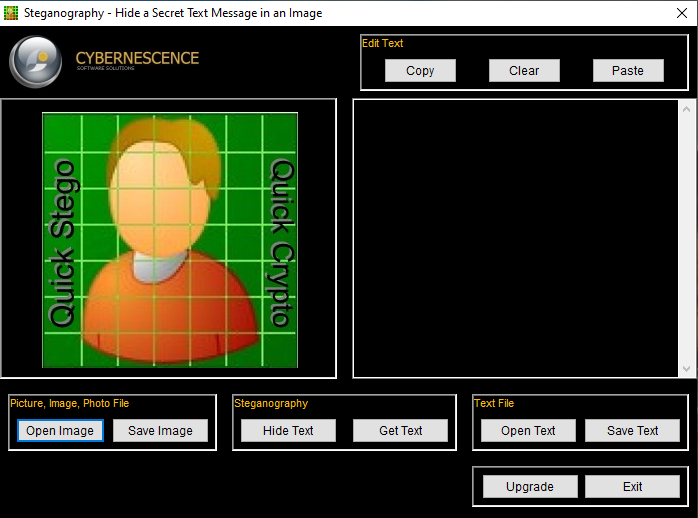 Steganography - Hide a Secret Text Message in an Image
CYBERNESCENCE
SOFTWARE SOLUTIONS
Edit Text
Copy Clear Paste
Quick Stego
Quick Crypto
Picture, Image, Photo File
Open Image Save Image
Steganography
Hide Text Get Text
Text File
Open Text Save Text
Upgrade Exit